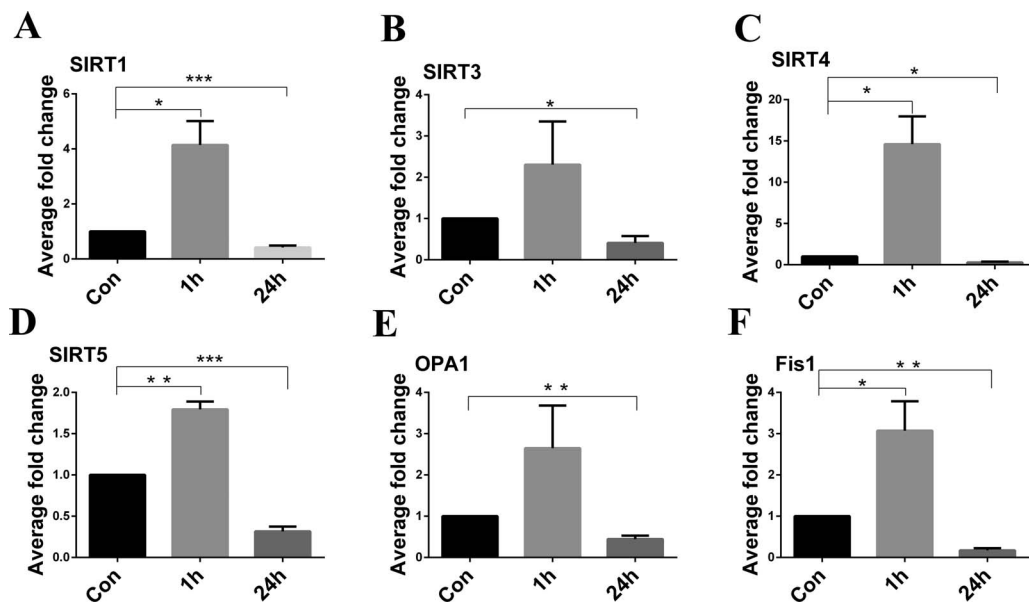 A
SIRT1
Average fold change
***
*
6
4
2
0
Con
1h
24h
B
SIRT3
Average fold change
*
4
3
2
1
0
Con
1h
24h
C
SIRT4
Average fold change
*
*
20
15
10
5
0
Con
1h
24h
D
SIRT5
Average fold change
***
* *
2.0
1.5
1.0
0.5
0.0
Con
1h
24h
E
OPA1
Average fold change
* *
4
3
2
1
0
Con
1h
24h
F
Fis1
Average fold change
* *
*
4
3
2
1
0
Con
1h
24h